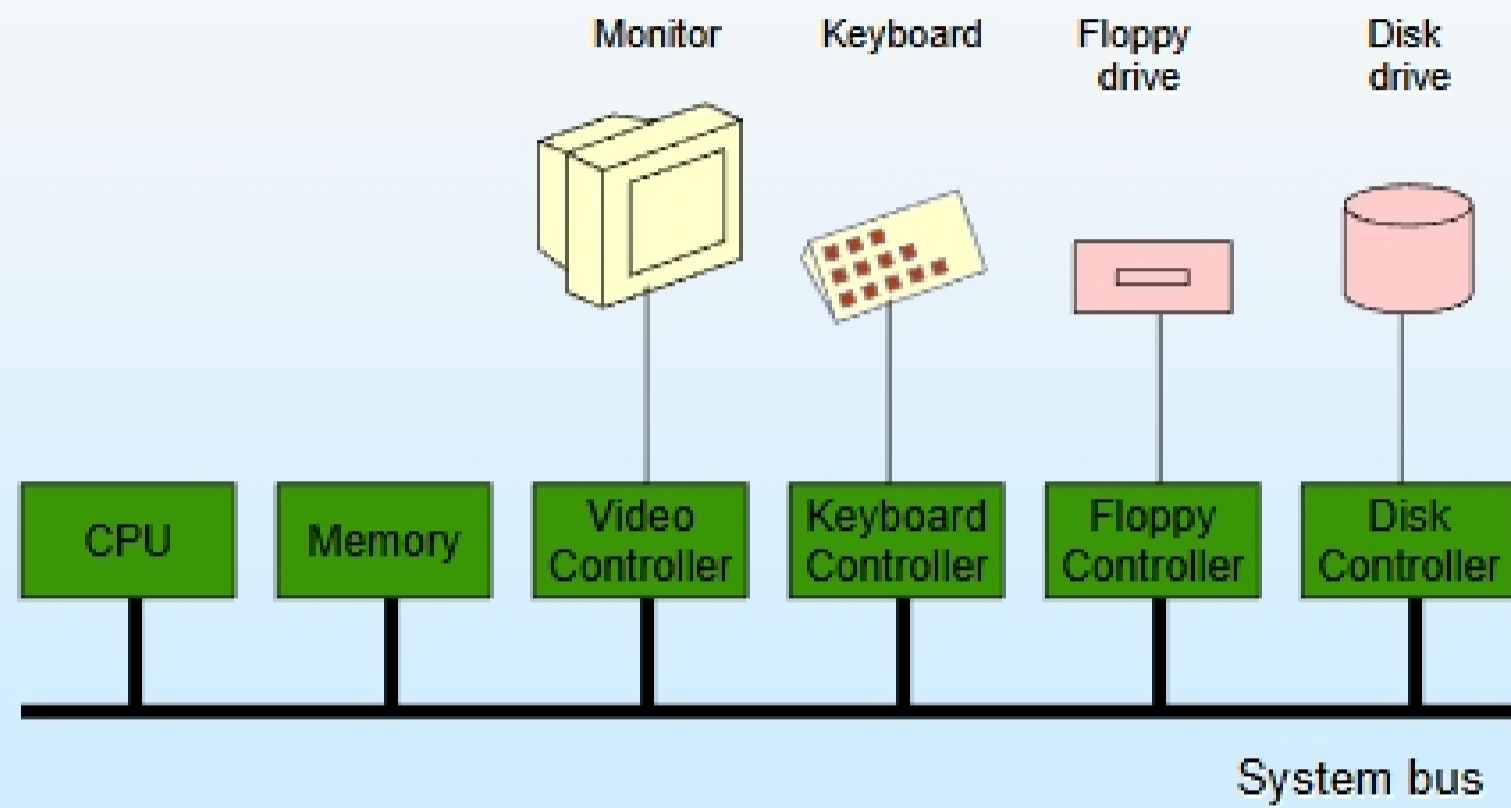 Monitor
Keyboard
Floppy
drive
Disk
drive
CPU
Memory
Video
Controller
Keyboard
Controller
Floppy
Controller
Disk
Controller
System bus